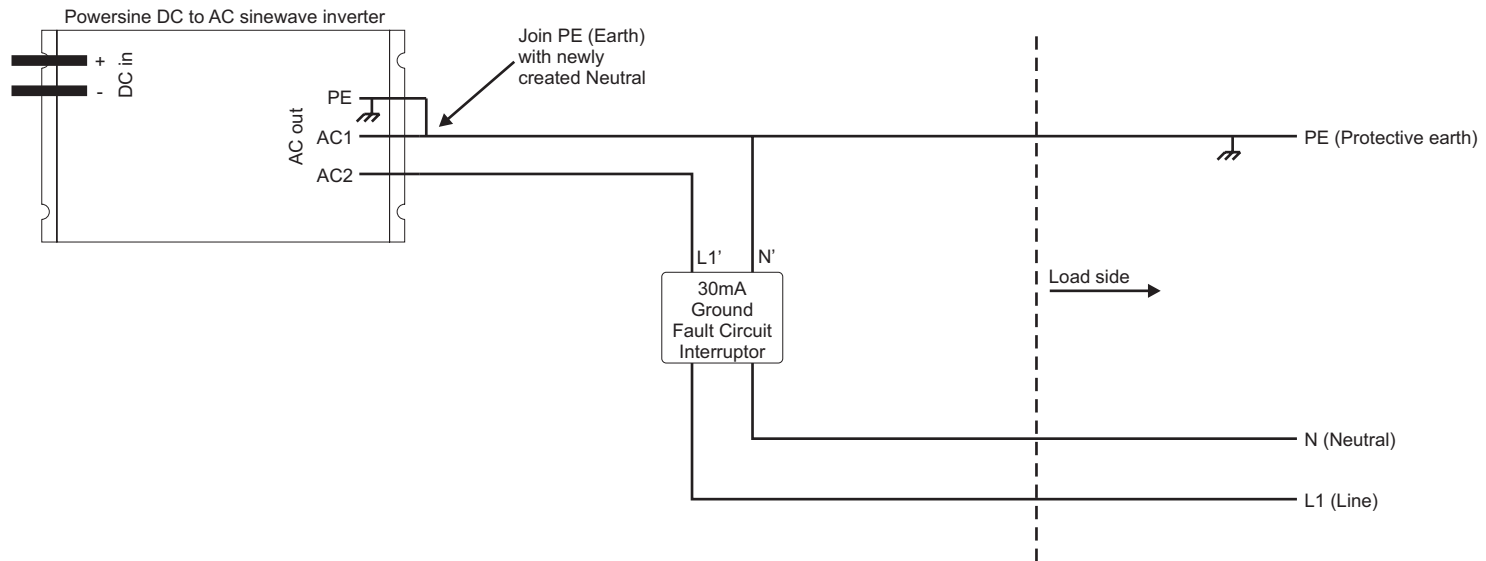 Powersine DC to AC sinewave inverter
+
-
DC in
AC out
PE
AC1
AC2
Join PE (Earth)
with newly
created Neutral
PE (Protective earth)
L1’
N’
30mA
Ground
Fault Circuit
Interruptor
Load side
N (Neutral)
L1 (Line)